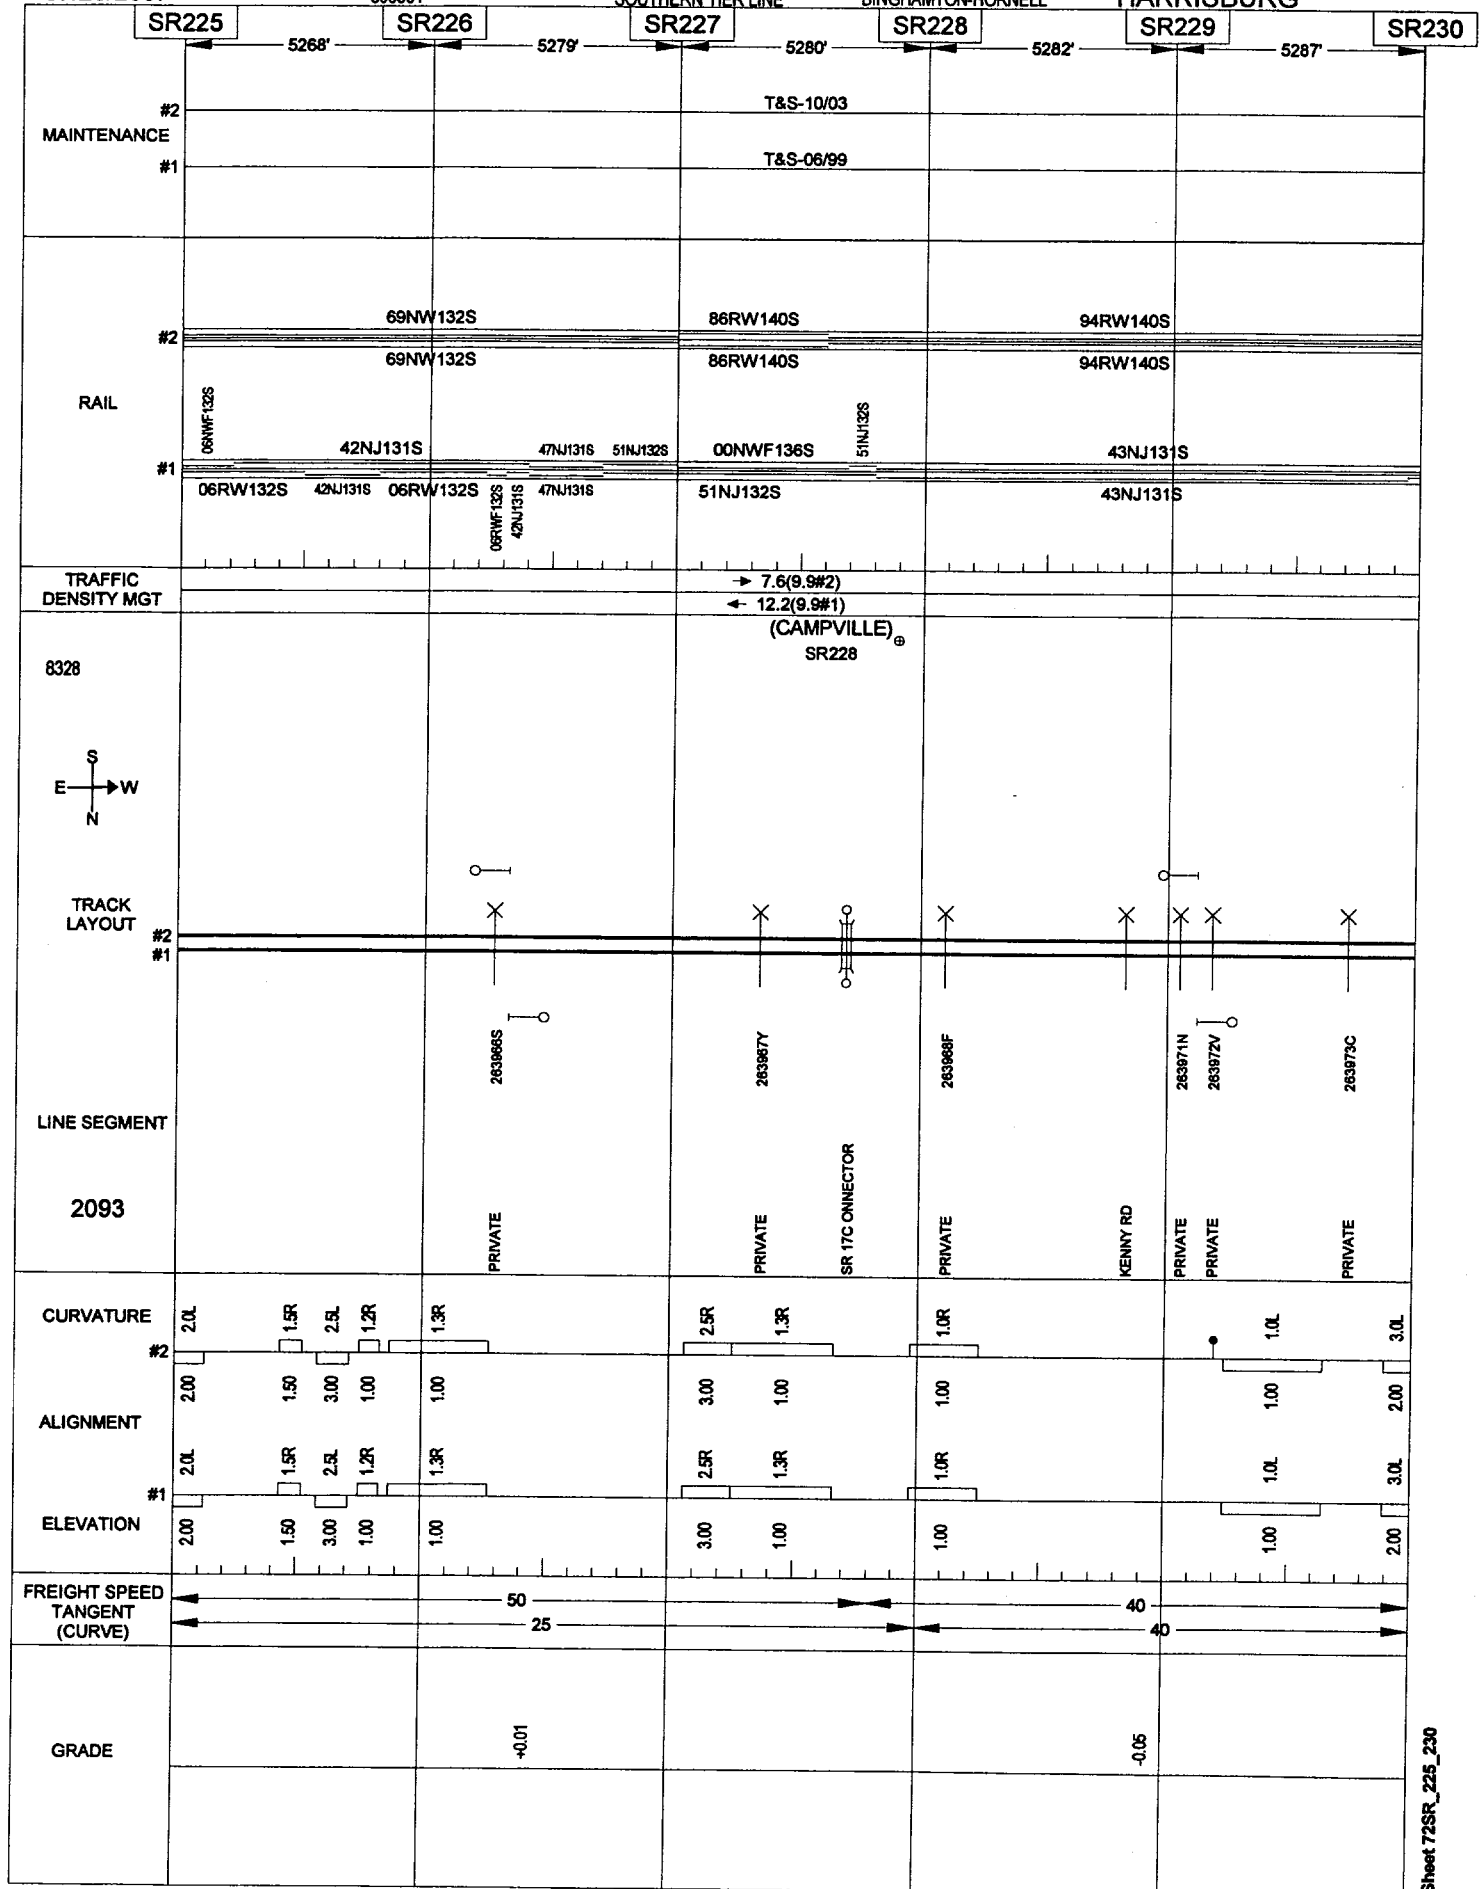 SOUTHERN TIER LINE BINGHAMTON-HORNELL HARRISBURG
SR225 SR226 SR227 SR228 SR229 SR230
5268' 5279' 5280' 5282' 5287'
MAINTENANCE
#2 T&S-10/03
#1 T&S-06/99
RAIL
69NW132S 86RW140S 94RW140S
#2
69NW132S 86RW140S 94RW140S
06NWF132S 42NJ131S 47NJ131S 51NJ132S 00NWF136S 51NJ132S 43NJ131S
#1
06RW132S 42NJ131S 06RW132S 06RWF132S 42NJ131S 47NJ131S 51NJ132S 43NJ131S
TRAFFIC
DENSITY MGT
7.6(9.9#2)
12.2(9.9#1)
(CAMPVILLE)
SR228
8328
S
E W
N
TRACK
LAYOUT
#2
#1
263966S 263967Y 263968F 263971N 263972V 263973C
LINE SEGMENT
2093
PRIVATE PRIVATE SR 17C ONNECTOR PRIVATE KENNY RD PRIVATE PRIVATE PRIVATE
CURVATURE
2.0L 1.5R 2.5L 1.2R 1.3R 2.5R 1.3R 1.0R 1.0L 3.0L
#2
2.00 1.50 3.00 1.00 1.00 3.00 1.00 1.00 1.00 2.00
ALIGNMENT
2.0L 1.5R 2.5L 1.2R 1.3R 2.5R 1.3R 1.0R 1.0L 3.0L
#1
ELEVATION
2.00 1.50 3.00 1.00 1.00 3.00 1.00 1.00 1.00 2.00
FREIGHT SPEED
TANGENT
(CURVE)
50 40
25 40
GRADE
+0.01 -0.05
Sheet 72SR_225_230